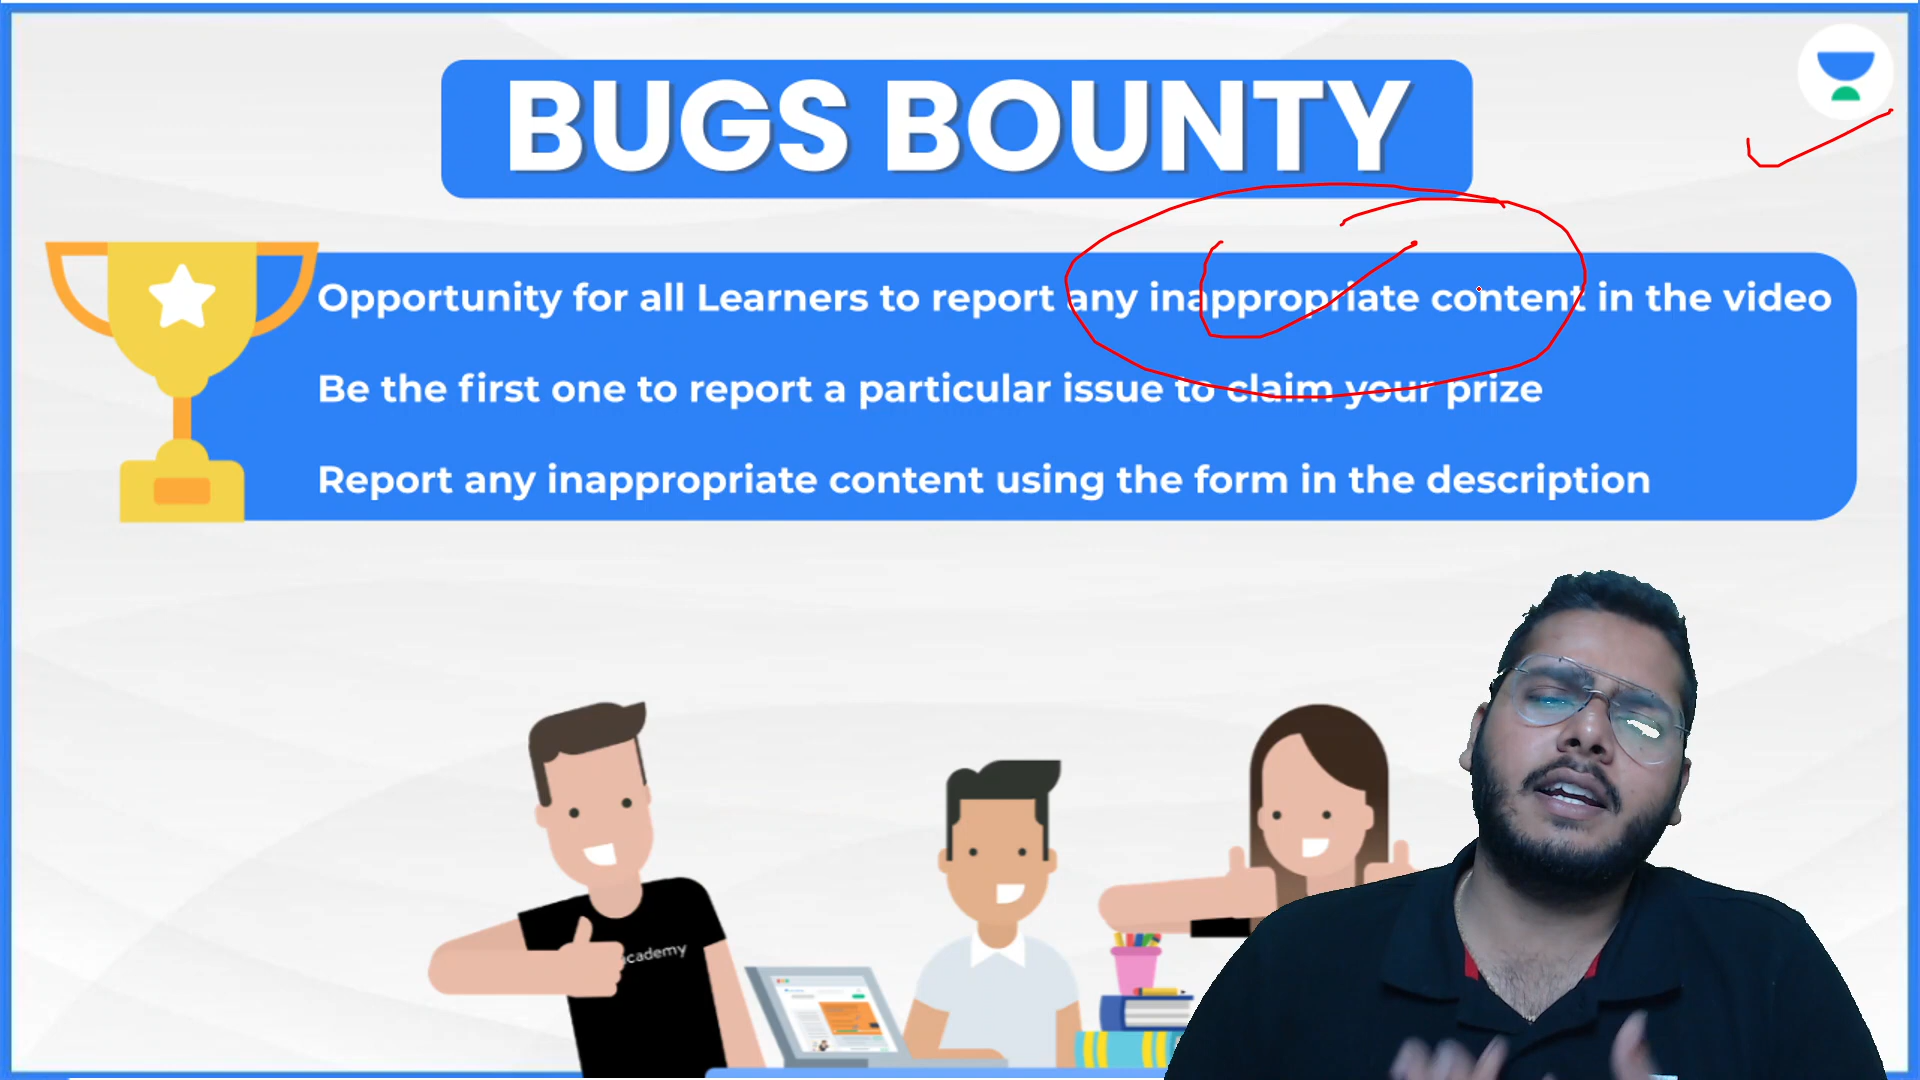 BUGS BOUNTY
Opportunity for all Learners to report any inappropriate content in the video
Be the first one to report a particular issue to claim your prize
Report any inappropriate content using the form in the description
cademy